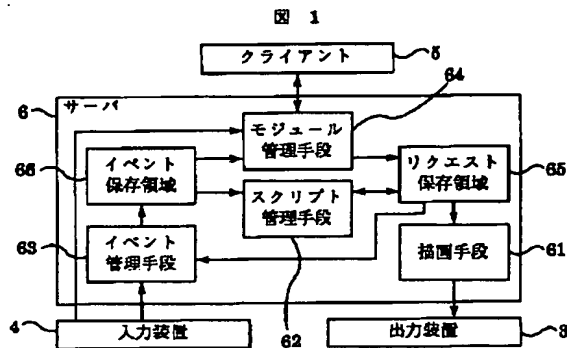 図 1
クライアント
5
6
サーバ
64
モジュール
管理手段
66
イベント
保存領域
スクリプト
管理手段
リクエスト
保存領域
65
63
イベント
管理手段
描画手段
61
4
入力装置
62
出力装置
3